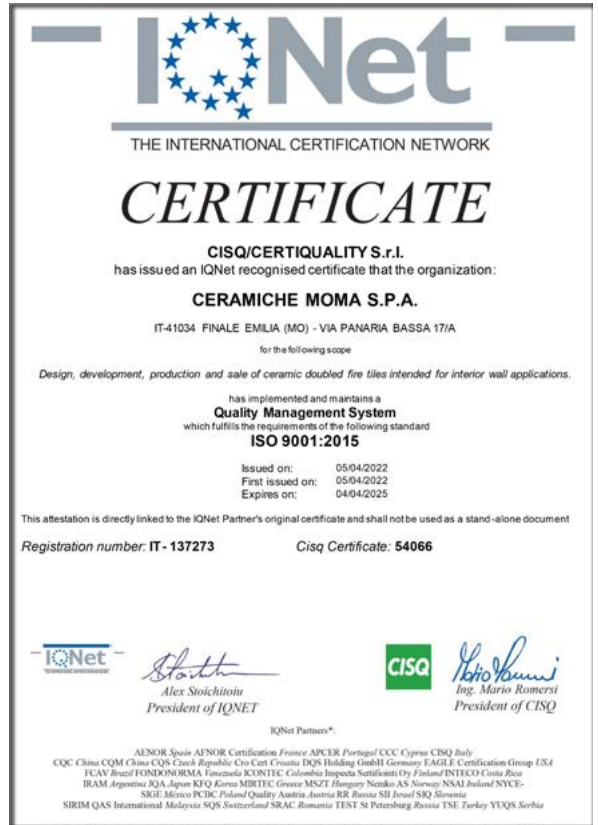 IQNet
THE INTERNATIONAL CERTIFICATION NETWORK
CERTIFICATE
CISQ/CERTIQUALITY S.r.l.
has issued an IQNet recognised certificate that the organization:
CERAMICHE MOMA S.P.A.
IT-41034 FINALE EMILIA (MO) - VIA PANARIA BASSA 17/A
for the following scope
Design, development, production and sale of ceramic doubled fire tiles intended for interior wall applications.
has implemented and maintains a
Quality Management System
which fulfills the requirements of the following standard
ISO 9001:2015
Issued on: 05/04/2022
First issued on: 05/04/2022
Expires on: 04/04/2025
This attestation is directly linked to the IQNet Partner's original certificate and shall not be used as a stand-alone document
Registration number: IT - 137273 Cisq Certificate: 54066
IQNet
CISQ
Alex Stoichitoiu
President of IQNET
Ing. Mario Romersi
President of CISQ
IQNet Partners*:
AENOR Spain AFNOR Certification France APCER Portugal CCC Cyprus CISQ Italy
CQC China CQM China CQS Czech Republic Cro Cert Croatia DQS Holding GmbH Germany EAGLE Certification Group USA
FCAV Brazil FONDONORMA Venezuela ICONTEC Colombia Inspecta Sertifiointi Oy Finland INTECO Costa Rica
IRAM Argentina JQA Japan KFQ Korea MIRTEC Greece MSZT Hungary Nemko AS Norway NSAI Ireland NYCE-
SIGE México PCBC Poland Quality Austria Austria RR Russia SII Israel SIQ Slovenia
SIRIM QAS International Malaysia SQS Switzerland SRAC Romania TEST St Petersburg Russia TSE Turkey YUQS Serbia